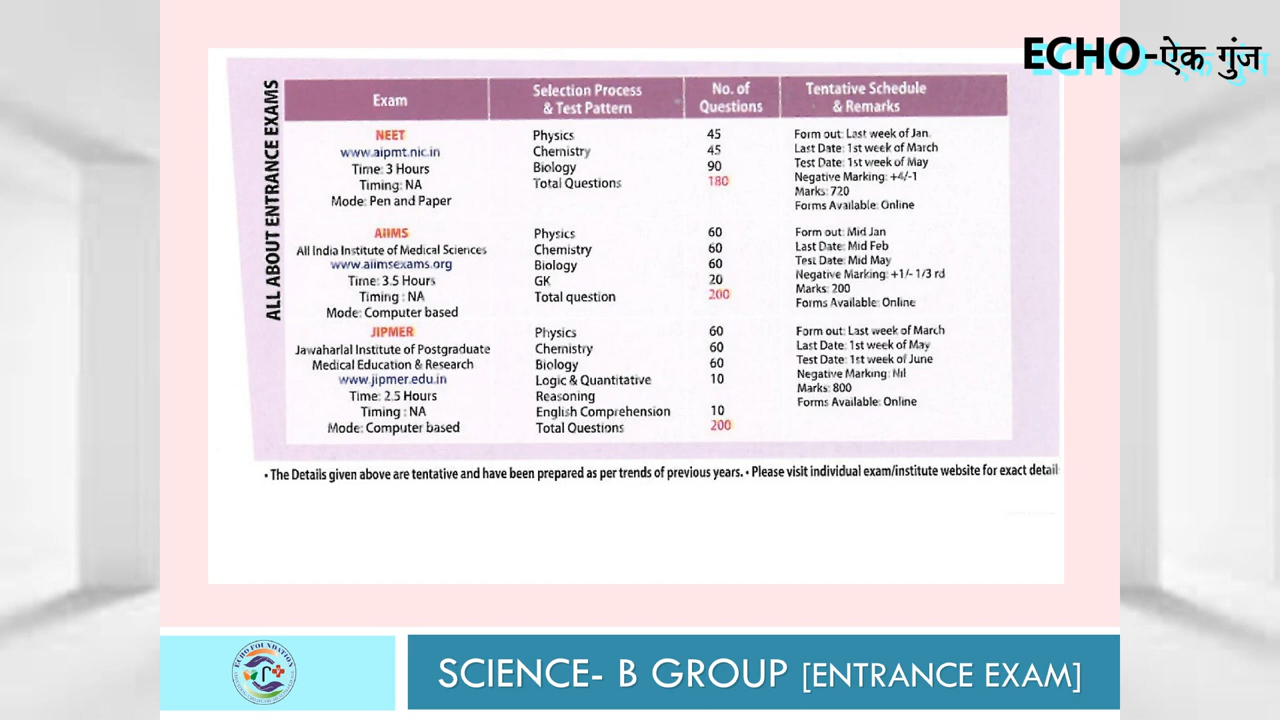 ECHO-ऐक गुंज
ALL ABOUT ENTRANCE EXAMS
Exam
Selection Process
& Test Pattern
No. of
Questions
Tentative Schedule
& Remarks
NEET
www.aipmt.nic.in
Time: 3 Hours
Timing: NA
Mode: Pen and Paper
Physics 45
Chemistry 45
Biology 90
Total Questions 180
Form out: Last week of Jan.
Last Date: 1st week of March
Test Date: 1st week of May
Negative Marking: +4/-1
Marks: 720
Forms Available: Online
AIIMS
All India Institute of Medical Sciences
www.aiimsexams.org
Time: 3.5 Hours
Timing : NA
Mode: Computer based
Physics 60
Chemistry 60
Biology 60
GK 20
Total question 200
Form out: Mid Jan
Last Date: Mid Feb
Test Date: Mid May
Negative Marking: +1/- 1/3 rd
Marks: 200
Forms Available: Online
JIPMER
Jawaharlal Institute of Postgraduate
Medical Education & Research
www.jipmer.edu.in
Time: 2.5 Hours
Timing : NA
Mode: Computer based
Physics 60
Chemistry 60
Biology 60
Logic & Quantitative 10
Reasoning
English Comprehension 10
Total Questions 200
Form out: Last week of March
Last Date: 1st week of May
Test Date: 1st week of June
Negative Marking: Nil
Marks: 800
Forms Available: Online
• The Details given above are tentative and have been prepared as per trends of previous years. • Please visit individual exam/institute website for exact detail
ECHO FOUNDATION
SCIENCE- B GROUP [ENTRANCE EXAM]